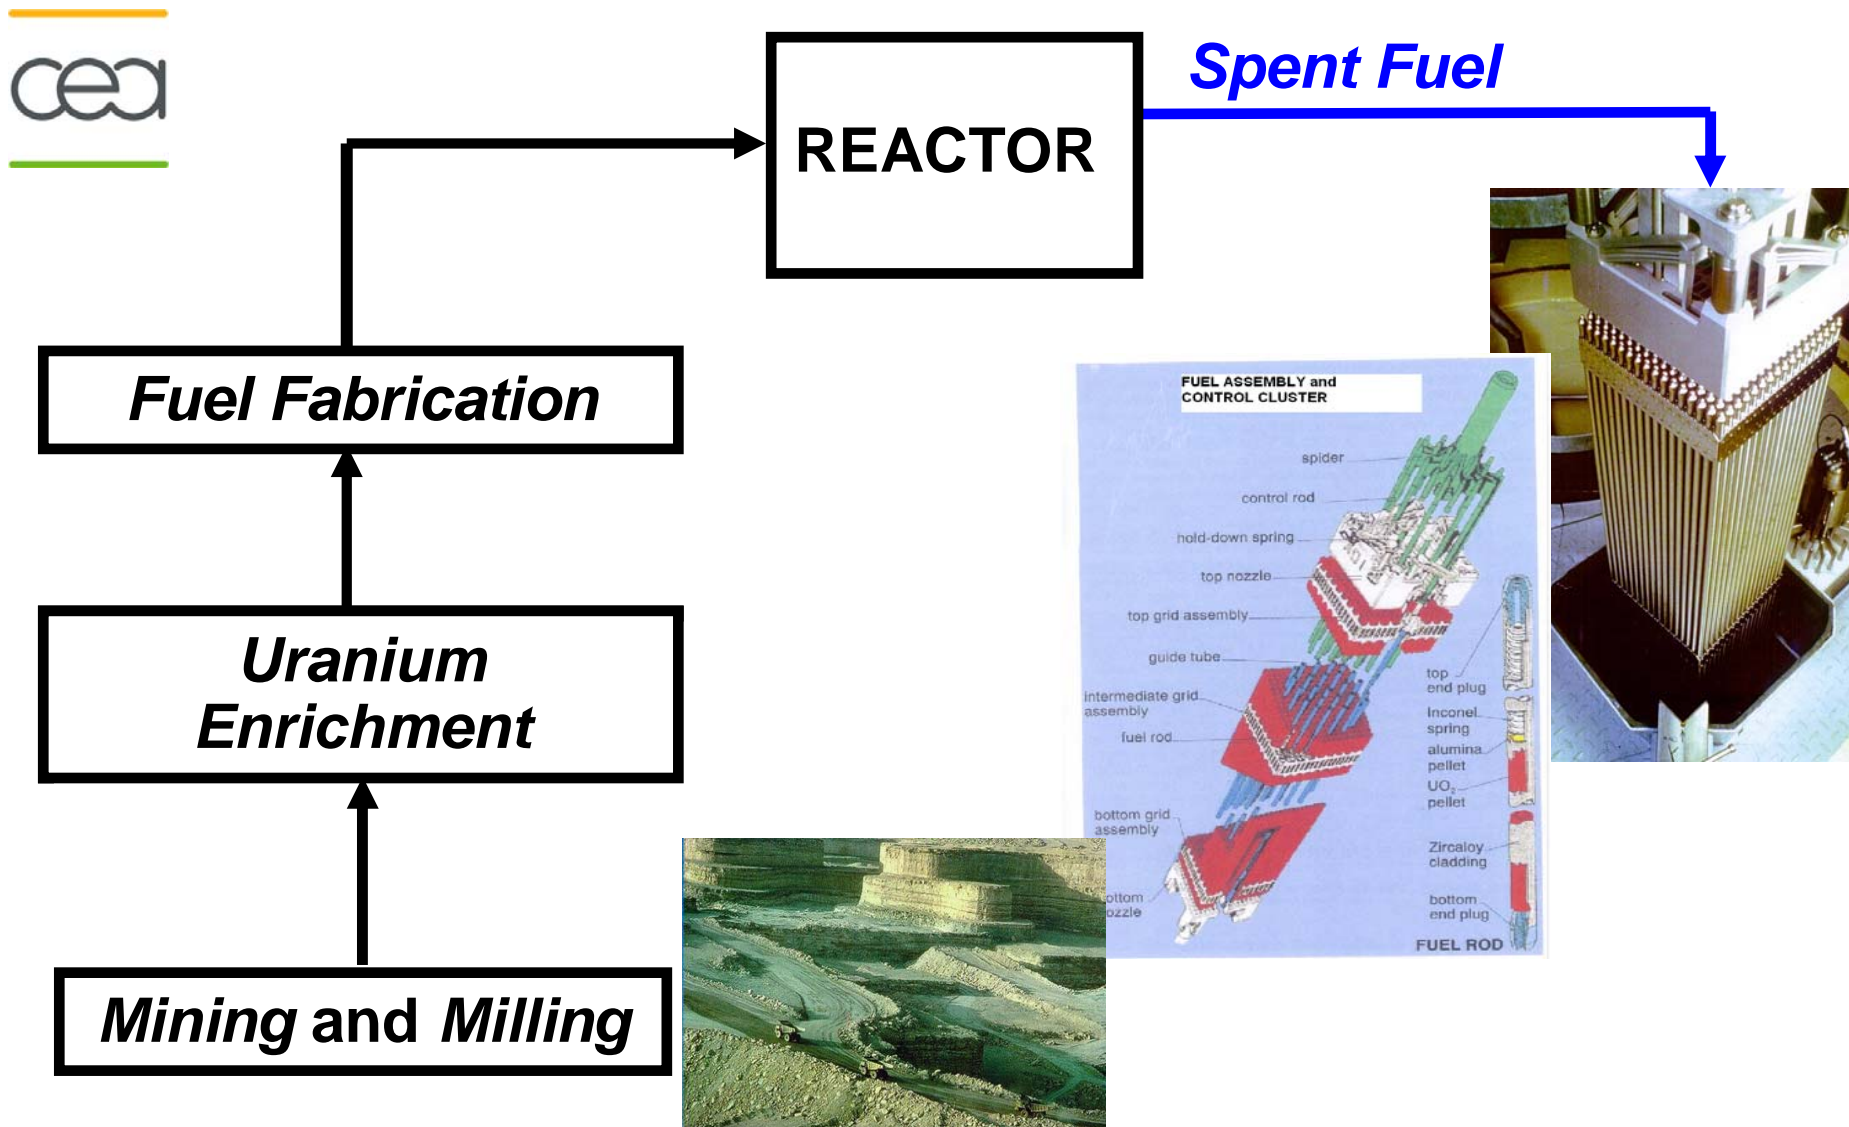 cea
Spent Fuel
REACTOR
Fuel Fabrication
Uranium
Enrichment
Mining and Milling
FUEL ASSEMBLY and
CONTROL CLUSTER
spider
control rod
hold-down spring
top nozzle
top grid assembly
guide tube
intermediate grid
assembly
fuel rod
bottom grid
assembly
ottom
ozzle
top
end plug
Inconel
spring
alumina
pellet
UO₂
pellet
Zircaloy
cladding
bottom
end plug
FUEL ROD